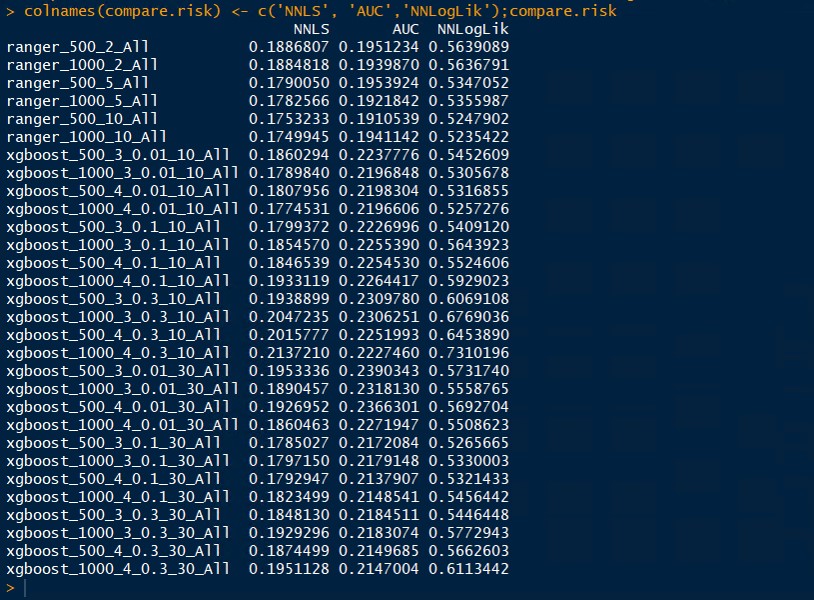 > colnames(compare.risk) <- c('NNLS', 'AUC','NNLogLik');compare.risk
NNLS AUC NNLogLik
ranger_500_2_All 0.1886807 0.1951234 0.5639089
ranger_1000_2_All 0.1884818 0.1939870 0.5636791
ranger_500_5_All 0.1790050 0.1953924 0.5347052
ranger_1000_5_All 0.1782566 0.1921842 0.5355987
ranger_500_10_All 0.1753233 0.1910539 0.5247902
ranger_1000_10_All 0.1749945 0.1941142 0.5235422
xgboost_500_3_0.01_10_All 0.1860294 0.2237776 0.5452609
xgboost_1000_3_0.01_10_All 0.1789840 0.2196848 0.5305678
xgboost_500_4_0.01_10_All 0.1807956 0.2198304 0.5316855
xgboost_1000_4_0.01_10_All 0.1774531 0.2196606 0.5257276
xgboost_500_3_0.1_10_All 0.1799372 0.2226996 0.5409120
xgboost_1000_3_0.1_10_All 0.1854570 0.2255390 0.5643923
xgboost_500_4_0.1_10_All 0.1846539 0.2254530 0.5524606
xgboost_1000_4_0.1_10_All 0.1933119 0.2264417 0.5929023
xgboost_500_3_0.3_10_All 0.1938899 0.2309780 0.6069108
xgboost_1000_3_0.3_10_All 0.2047235 0.2306251 0.6769036
xgboost_500_4_0.3_10_All 0.2015777 0.2251993 0.6453890
xgboost_1000_4_0.3_10_All 0.2137210 0.2227460 0.7310196
xgboost_500_3_0.01_30_All 0.1953336 0.2390343 0.5731740
xgboost_1000_3_0.01_30_All 0.1890457 0.2318130 0.5558765
xgboost_500_4_0.01_30_All 0.1926952 0.2366301 0.5692704
xgboost_1000_4_0.01_30_All 0.1860463 0.2271947 0.5508623
xgboost_500_3_0.1_30_All 0.1785027 0.2172084 0.5265665
xgboost_1000_3_0.1_30_All 0.1797150 0.2179148 0.5330003
xgboost_500_4_0.1_30_All 0.1792947 0.2137907 0.5321433
xgboost_1000_4_0.1_30_All 0.1823499 0.2148541 0.5456442
xgboost_500_3_0.3_30_All 0.1848130 0.2184511 0.5446448
xgboost_1000_3_0.3_30_All 0.1929296 0.2183074 0.5772943
xgboost_500_4_0.3_30_All 0.1874499 0.2149685 0.5662603
xgboost_1000_4_0.3_30_All 0.1951128 0.2147004 0.6113442
>